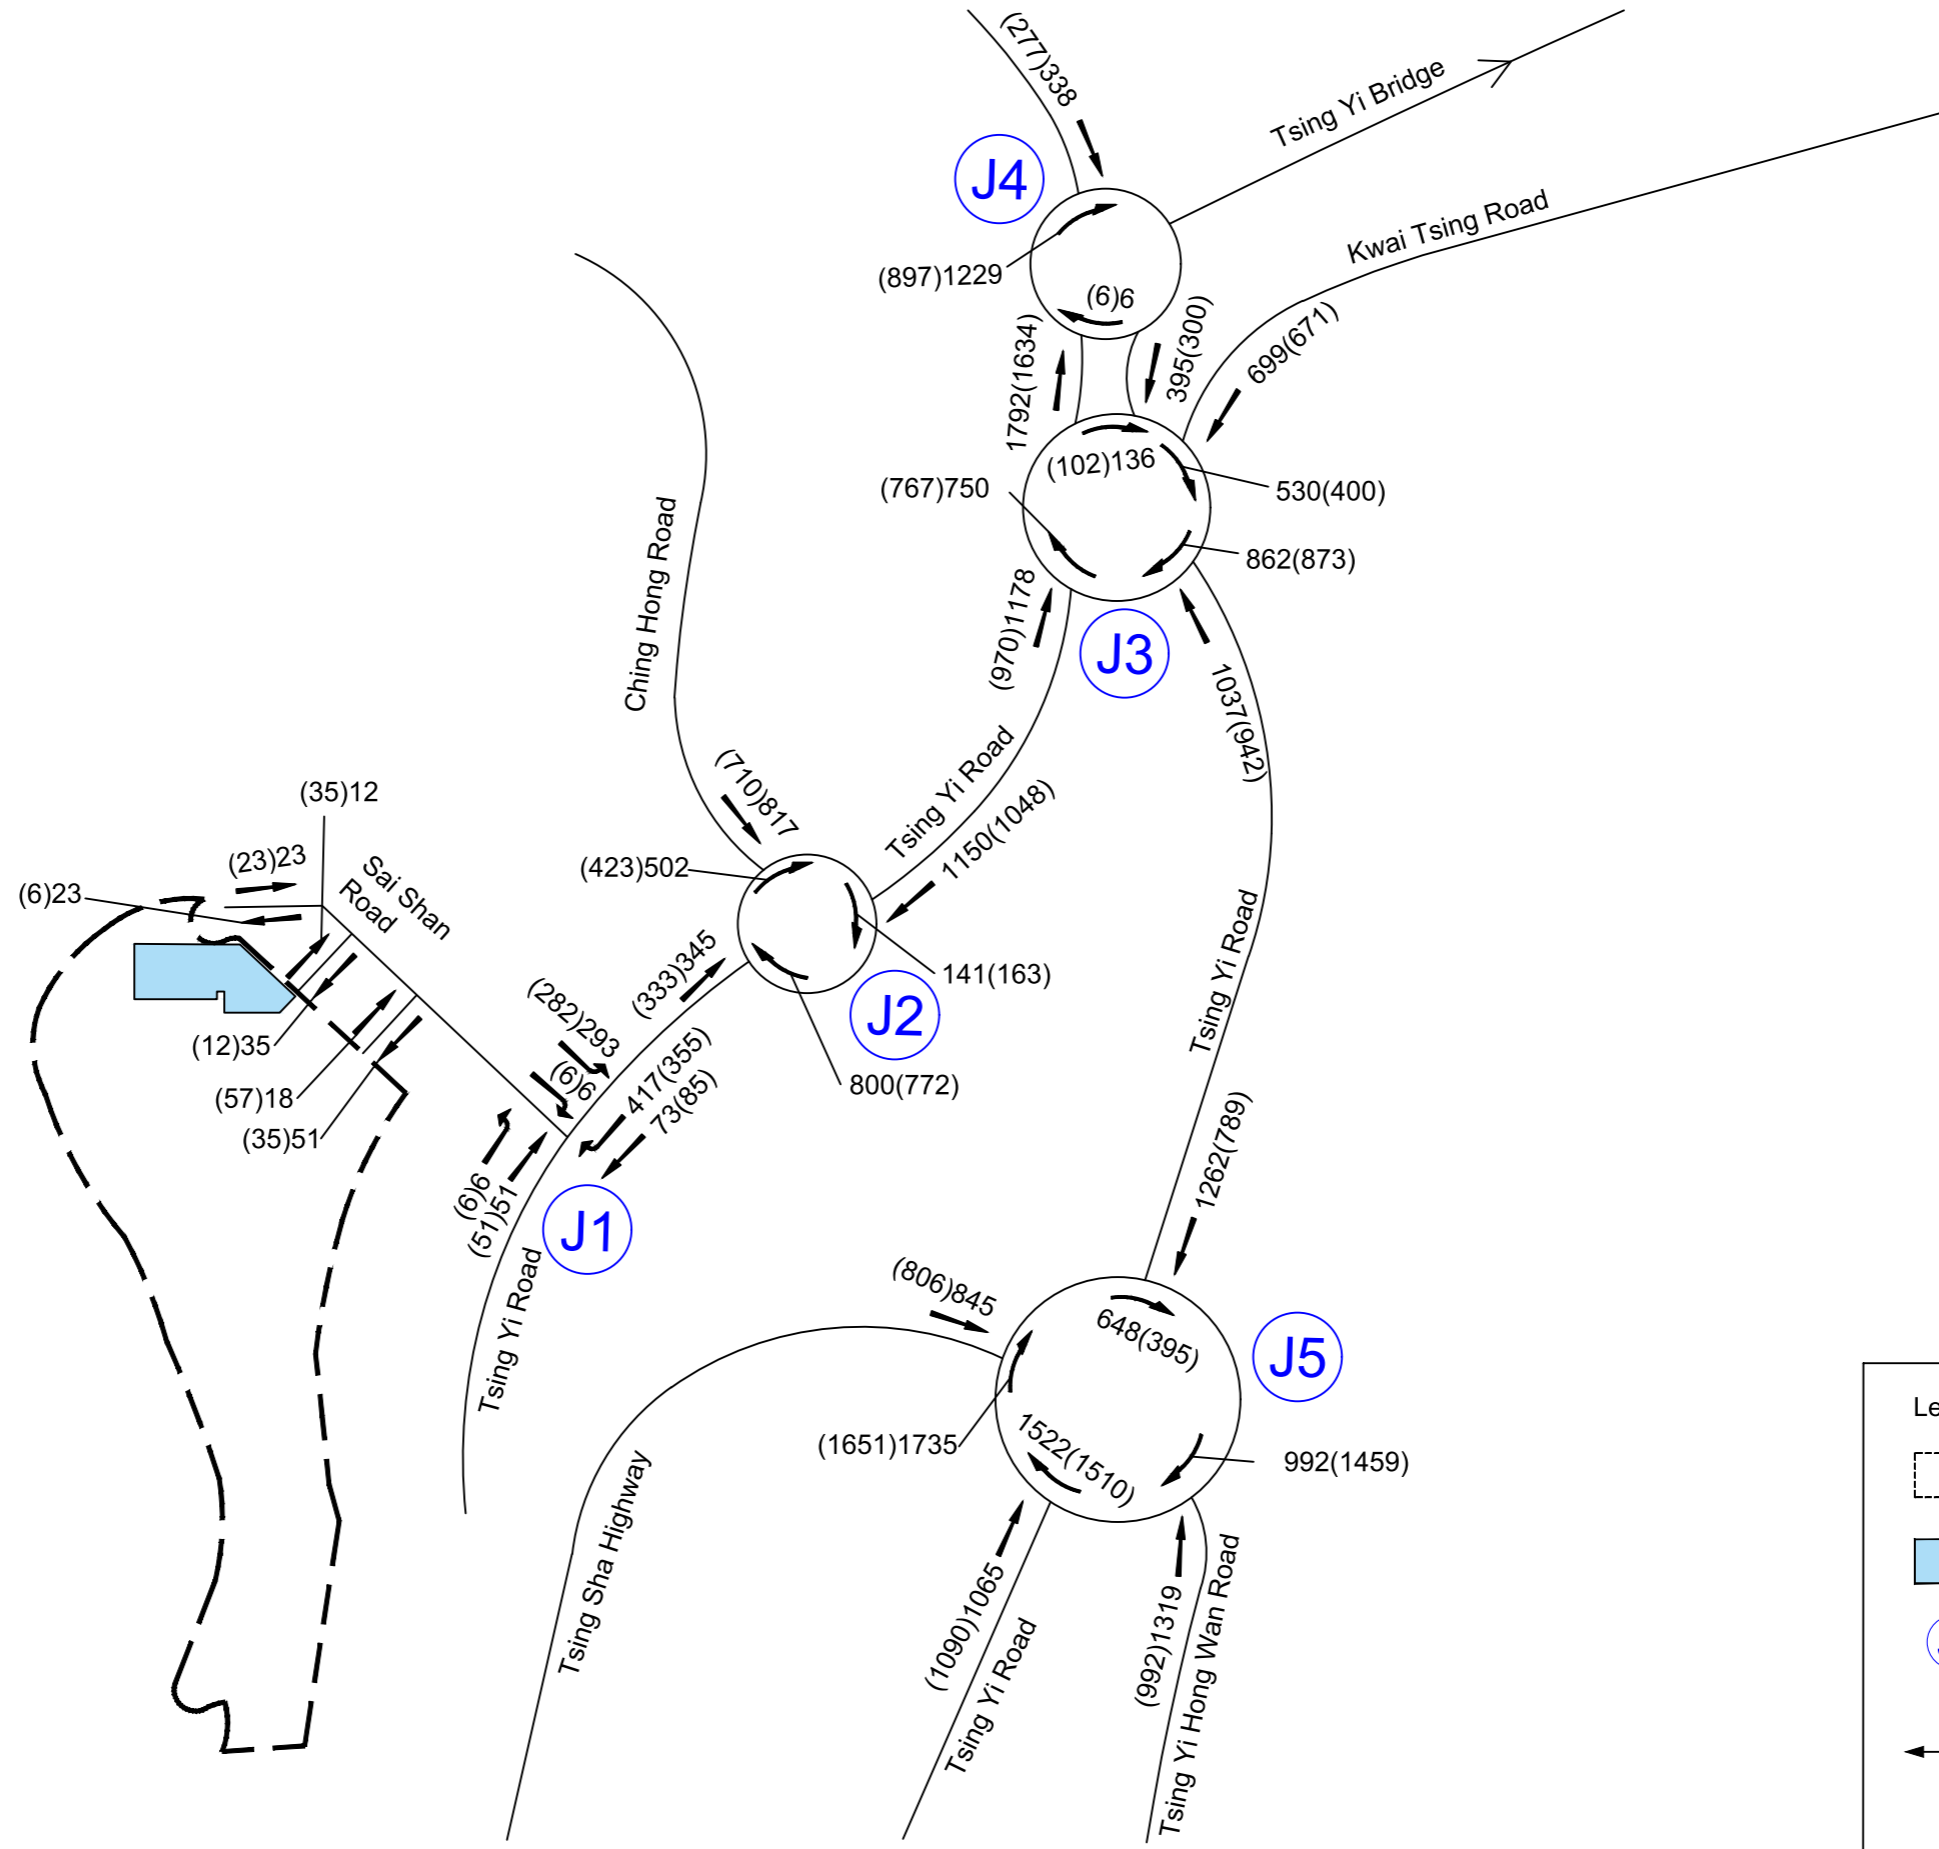 (277)338
Tsing Yi Bridge
J4
Kwai Tsing Road
(897)1229
(6)6
395(300)
699(671)
1792(1634)
(102)136
(767)750
530(400)
862(873)
Ching Hong Road
(970)1178
J3
1037(942)
(710)817
Tsing Yi Road
1150(1048)
(35)12
(23)23
(6)23
Sai Shan
Road
(423)502
141(163)
(333)345
J2
(282)293
(6)6
417(355)
73(85)
800(772)
(12)35
(57)18
(35)51
Tsing Yi Road
(6)6
(51)51
J1
Tsing Yi Road
1262(789)
(806)845
648(395)
J5
(1651)1735
1522(1510)
992(1459)
Tsing Sha Highway
(1090)1065
Tsing Yi Road
(992)1319
Tsing Yi Hong Wan Road
Le